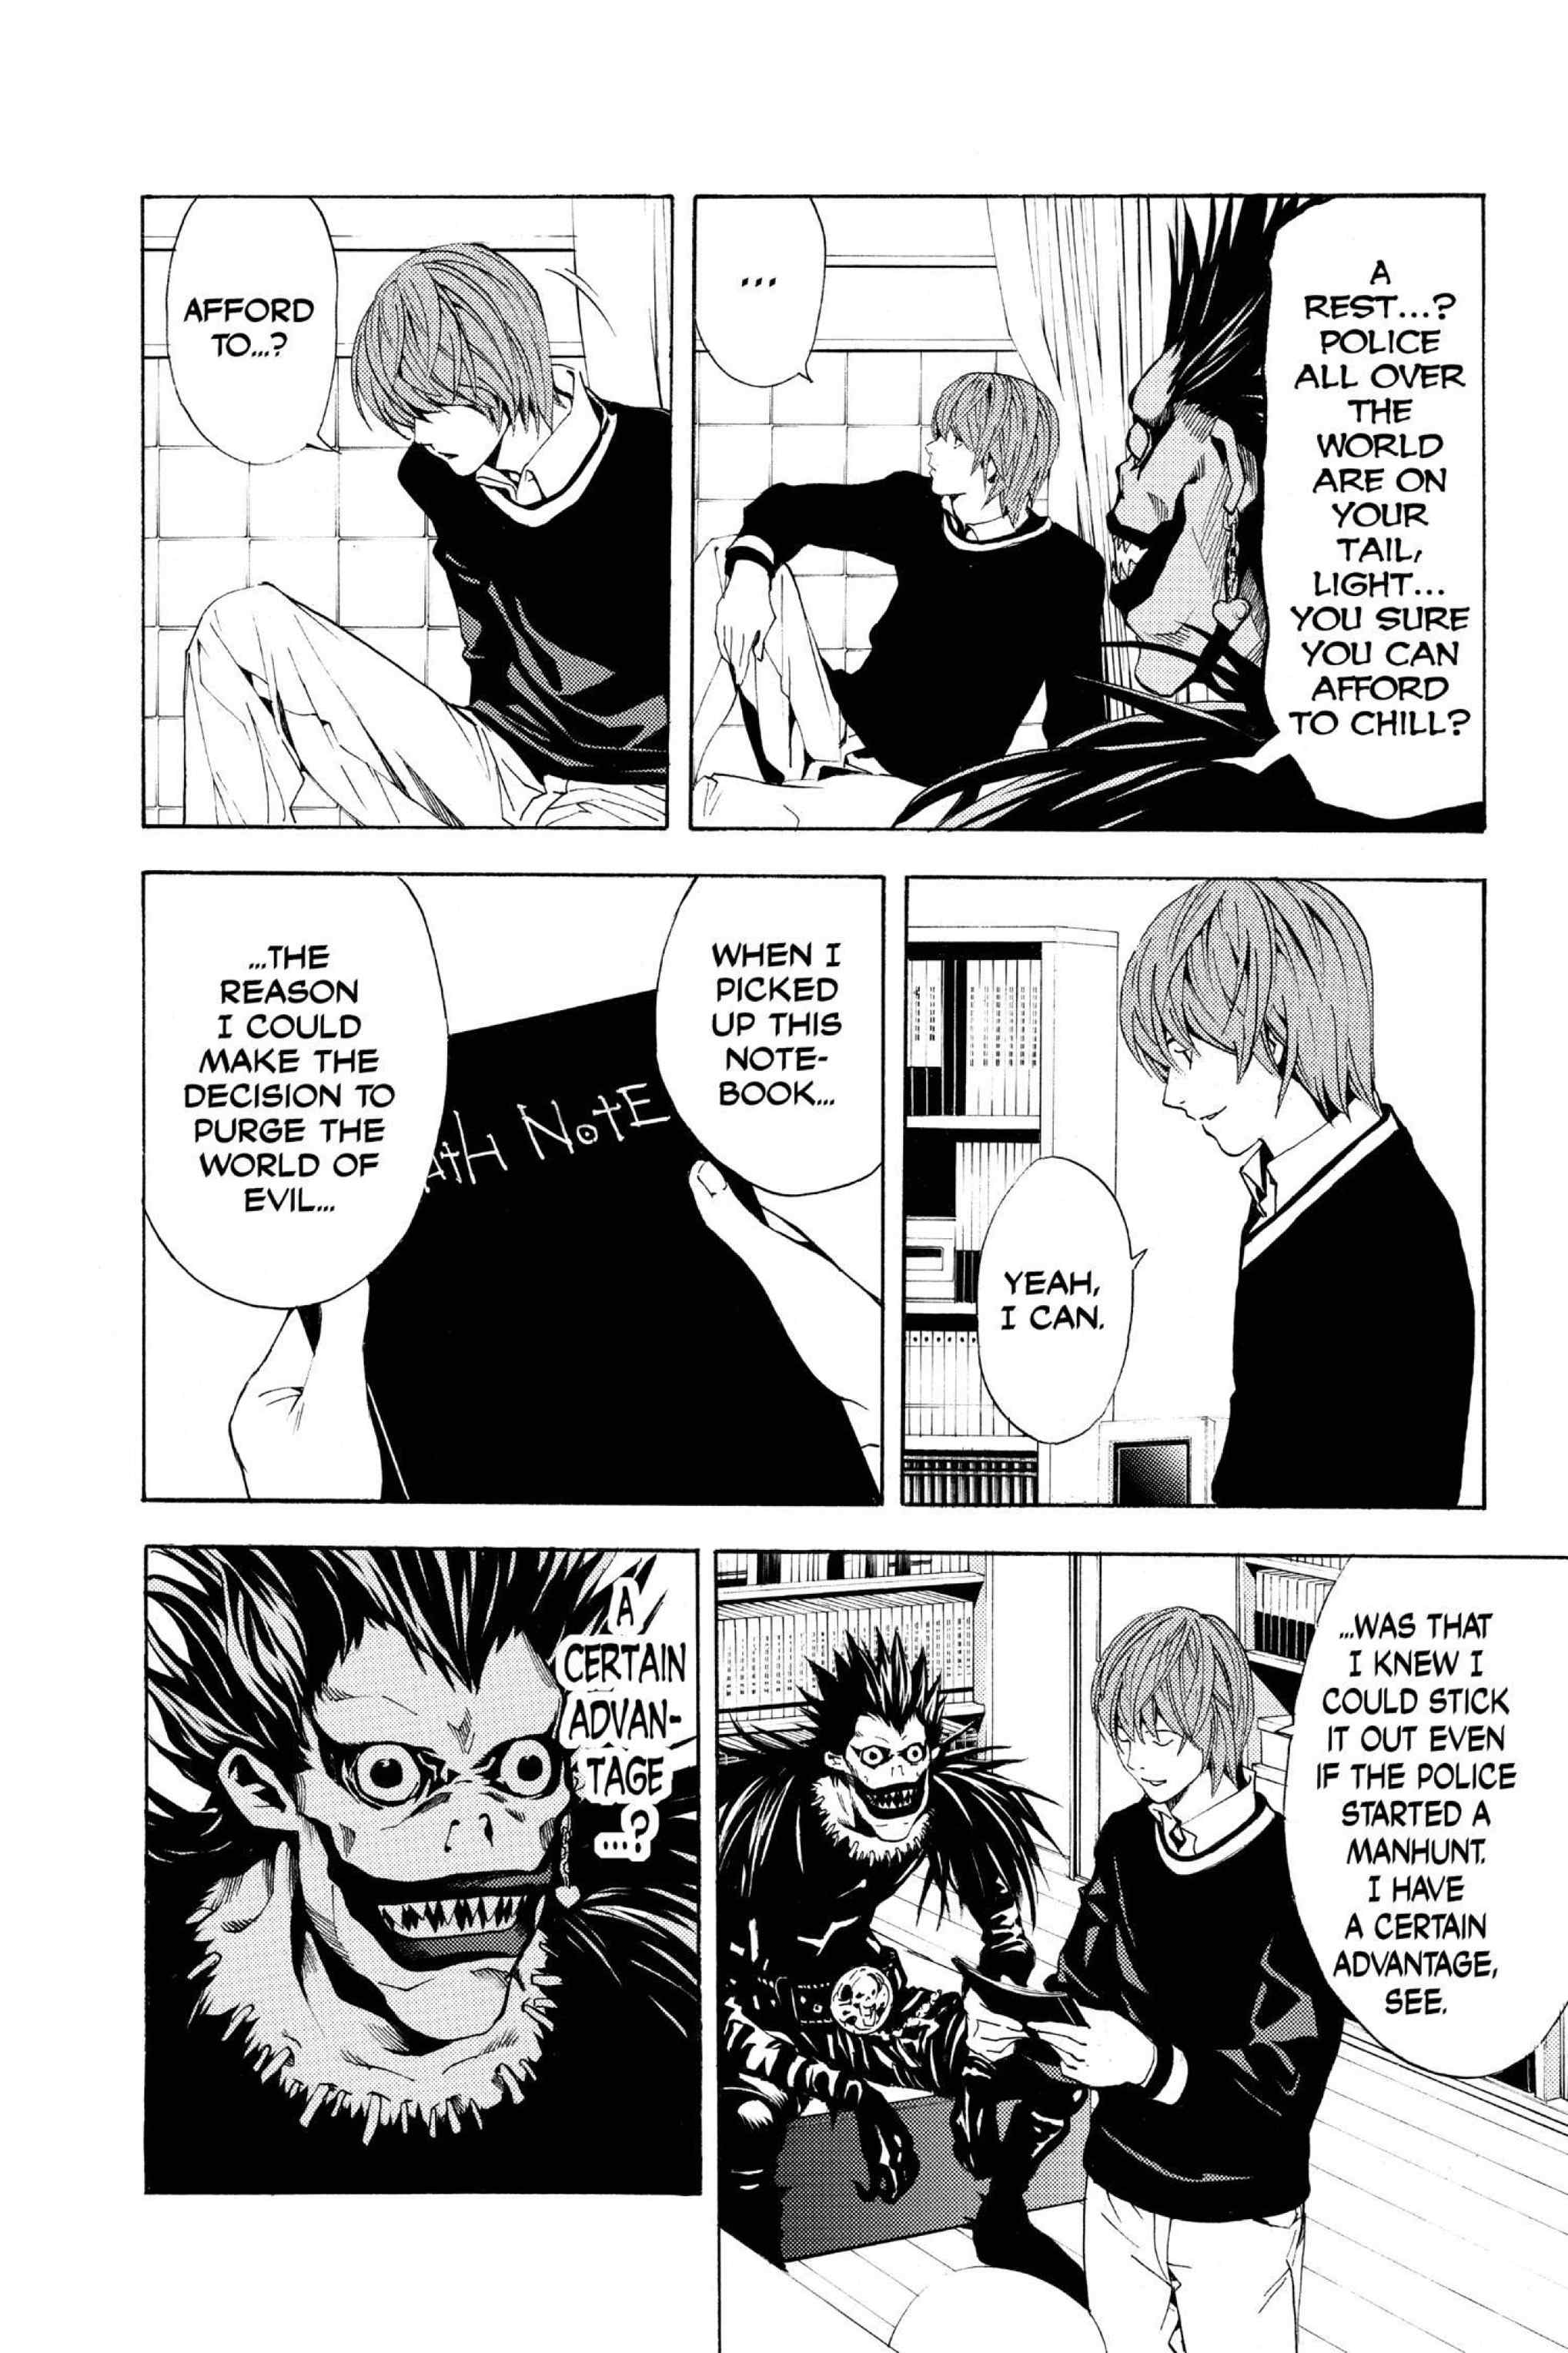 A
REST...?
POLICE
ALL OVER
THE
WORLD
ARE ON
YOUR
TAIL,
LIGHT...
YOU SURE
YOU CAN
AFFORD
TO CHILL?
...
AFFORD
TO...?
YEAH,
I CAN.
WHEN I
PICKED
UP THIS
NOTE-
BOOK...
ATH NOTE
...THE
REASON
I COULD
MAKE THE
DECISION TO
PURGE THE
WORLD OF
EVIL...
...WAS THAT
I KNEW I
COULD STICK
IT OUT EVEN
IF THE POLICE
STARTED A
MANHUNT.
I HAVE
A CERTAIN
ADVANTAGE,
SEE.
A
CERTAIN
ADVAN-
TAGE
...?